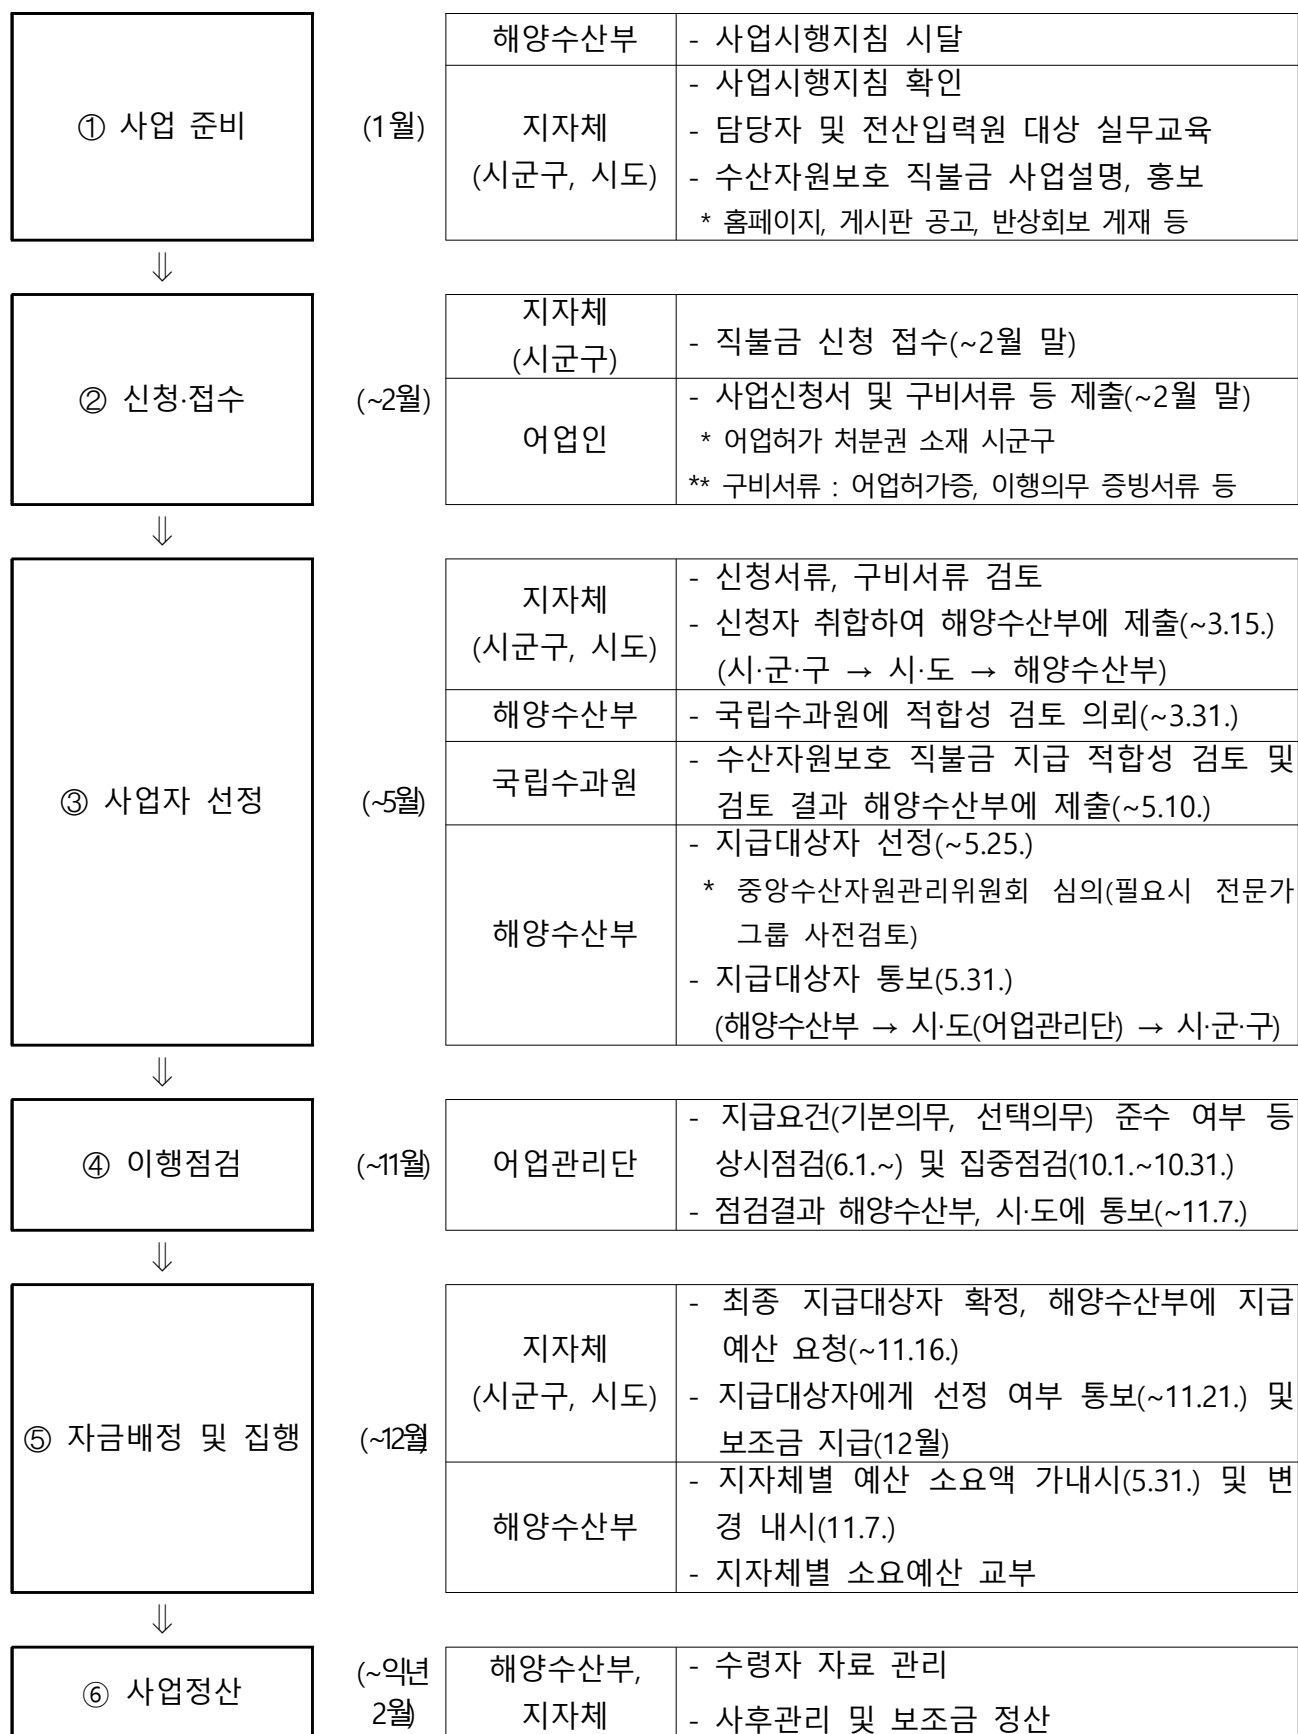 ① 사업 준비
(1월)
해양수산부
- 사업시행지침 시달
지자체
(시군구, 시도)
- 사업시행지침 확인
- 담당자 및 전산입력원 대상 실무교육
- 수산자원보호 직불금 사업설명, 홍보
* 홈페이지, 게시판 공고, 반상회보 게재 등
⇓
② 신청·접수
(~2월)
지자체
(시군구)
- 직불금 신청 접수(~2월 말)
어업인
- 사업신청서 및 구비서류 등 제출(~2월 말)
* 어업허가 처분권 소재 시군구
** 구비서류 : 어업허가증, 이행의무 증빙서류 등
⇓
③ 사업자 선정
(~5월)
지자체
(시군구, 시도)
- 신청서류, 구비서류 검토
- 신청자 취합하여 해양수산부에 제출(~3.15.)
(시·군·구 → 시·도 → 해양수산부)
해양수산부
- 국립수과원에 적합성 검토 의뢰(~3.31.)
국립수과원
- 수산자원보호 직불금 지급 적합성 검토 및
검토 결과 해양수산부에 제출(~5.10.)
해양수산부
- 지급대상자 선정(~5.25.)
* 중앙수산자원관리위원회 심의(필요시 전문가
그룹 사전검토)
- 지급대상자 통보(5.31.)
(해양수산부 → 시·도(어업관리단) → 시·군·구)
⇓
④ 이행점검
(~11월)
어업관리단
- 지급요건(기본의무, 선택의무) 준수 여부 등
상시점검(6.1.~) 및 집중점검(10.1.~10.31.)
- 점검결과 해양수산부, 시·도에 통보(~11.7.)
⇓
⑤ 자금배정 및 집행
(~12월)
지자체
(시군구, 시도)
- 최종 지급대상자 확정, 해양수산부에 지급
예산 요청(~11.16.)
- 지급대상자에게 선정 여부 통보(~11.21.) 및
보조금 지급(12월)
해양수산부
- 지자체별 예산 소요액 가내시(5.31.) 및 변
경 내시(11.7.)
- 지자체별 소요예산 교부
⇓
⑥ 사업정산
(~익년
2월)
해양수산부,
지자체
- 수령자 자료 관리
- 사후관리 및 보조금 정산